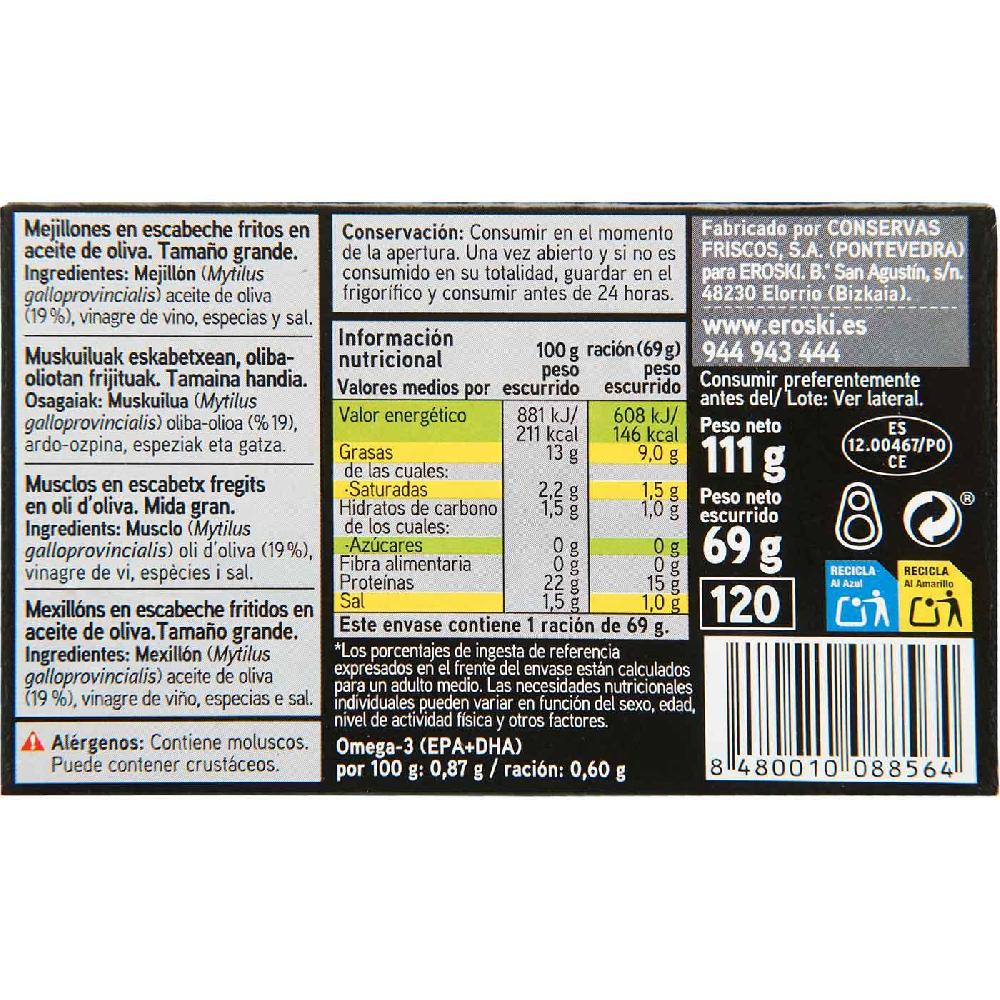 Mejillones en escabeche fritos en
aceite de oliva. Tamaño grande.
Ingredientes: Mejillón (Mytilus
galloprovincialis) aceite de oliva
(19%), vinagre de vino, especias y sal.
Muskuiluak eskabetxean, oliba-
oliotan frijituak. Tamaina handia.
Osagaiak: Muskuilua (Mytilus
galloprovincialis) oliba-olioa (%19),
ardo-ozpina, espeziak eta gatza.
Musclos en escabetx fregits
en oli d'oliva. Mida gran.
Ingredients: Musclo (Mytilus
galloprovincialis) oli d'oliva (19%),
vinagre de vi, espècies i sal.
Mexillóns en escabeche fritidos en
aceite de oliva. Tamaño grande.
Ingredientes: Mexillón (Mytilus
galloprovincialis) aceite de oliva
(19 %), vinagre de viño, especias e sal.
Alérgenos: Contiene moluscos.
Puede contener crustáceos.
Conservación: Consumir en el momento
de la apertura. Una vez abierto y si no es
consumido en su totalidad, guardar en el
frigorífico y consumir antes de 24 horas.
Información
nutricional
Valores medios por
100 g peso escurrido
ración (69 g) peso escurrido
Valor energético 881 kJ/ 608 kJ/
211 kcal 146 kcal
Grasas 13 g 9,0 g
de las cuales:
-Saturadas 2,2 g 1,5 g
Hidratos de carbono 1,5 g 1,0 g
de los cuales:
-Azúcares 0 g 0 g
Fibra alimentaria 0 g 0 g
Proteínas 22 g 15 g
Sal 1,5 g 1,0 g
Este envase contiene 1 ración de 69 g.
*Los porcentajes de ingesta de referencia
expresados en el frente del envase están calculados
para un adulto medio. Las necesidades nutricionales
individuales pueden variar en función del sexo, edad,
nivel de actividad física y otros factores.
Omega-3 (EPA+DHA)
por 100 g: 0,87 g / ración: 0,60 g
Fabricado por CONSERVAS
FRISCOS, S.A. (PONTEVEDRA)
para EROSKI. B.º San Agustín, s/n.
48230 Elorrio (Bizkaia).
www.eroski.es
944 943 444
Consumir preferentemente
antes del/ Lote: Ver lateral.
Peso neto
111 g
Peso neto
escurrido
69 g
120
ES
12.00467/PO
CE
®
RECICLA
Al Azul
RECICLA
Al Amarillo
8 480010 088564